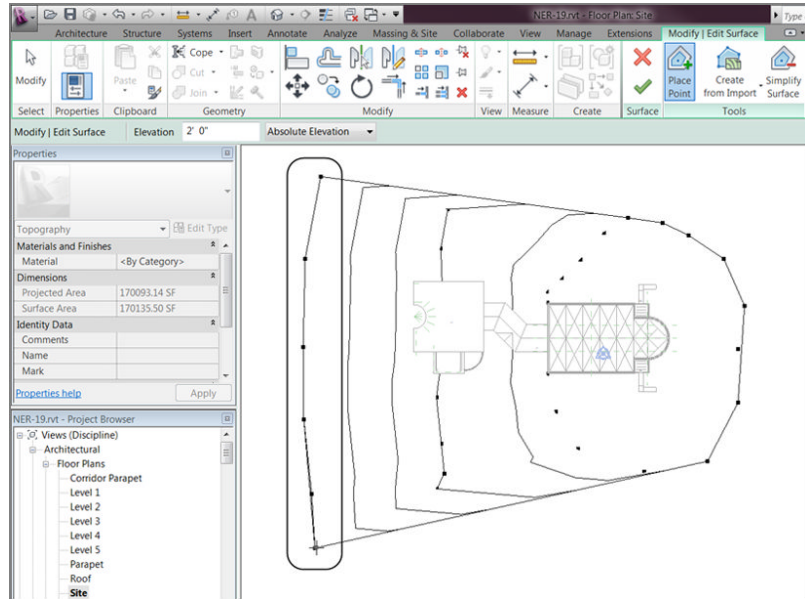 NER-19.rvt - Floor Plan: Site
Type
Architecture Structure Systems Insert Annotate Analyze Massing & Site Collaborate View Manage Extensions Modify | Edit Surface
Modify
Paste
Cope
Cut
Join
Place Point
Create from Import
Simplify Surface
Select Properties Clipboard Geometry Modify View Measure Create Surface Tools
Modify | Edit Surface Elevation 2' 0" Absolute Elevation
Properties
Topography
Edit Type
Materials and Finishes
Material <By Category>
Dimensions
Projected Area 170093.14 SF
Surface Area 170135.50 SF
Identity Data
Comments
Name
Mark
Properties help Apply
NER-19.rvt - Project Browser
Views (Discipline)
Architectural
Floor Plans
Corridor Parapet
Level 1
Level 2
Level 3
Level 4
Level 5
Parapet
Roof
Site